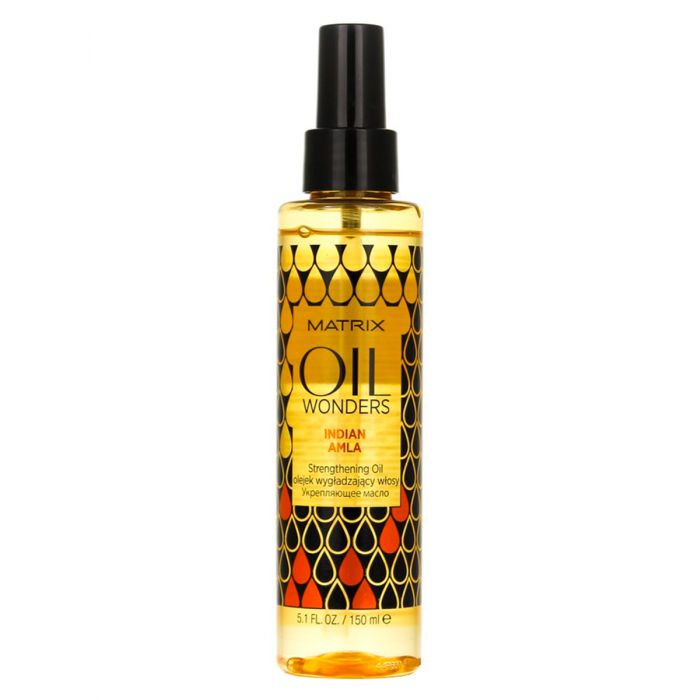 MATRIX
OIL
WONDERS
INDIAN
AMLA
Strengthening Oil
olejek wygładzający włosy
Укрепляющее масло
5.1 FL. OZ. / 150 ml ℮